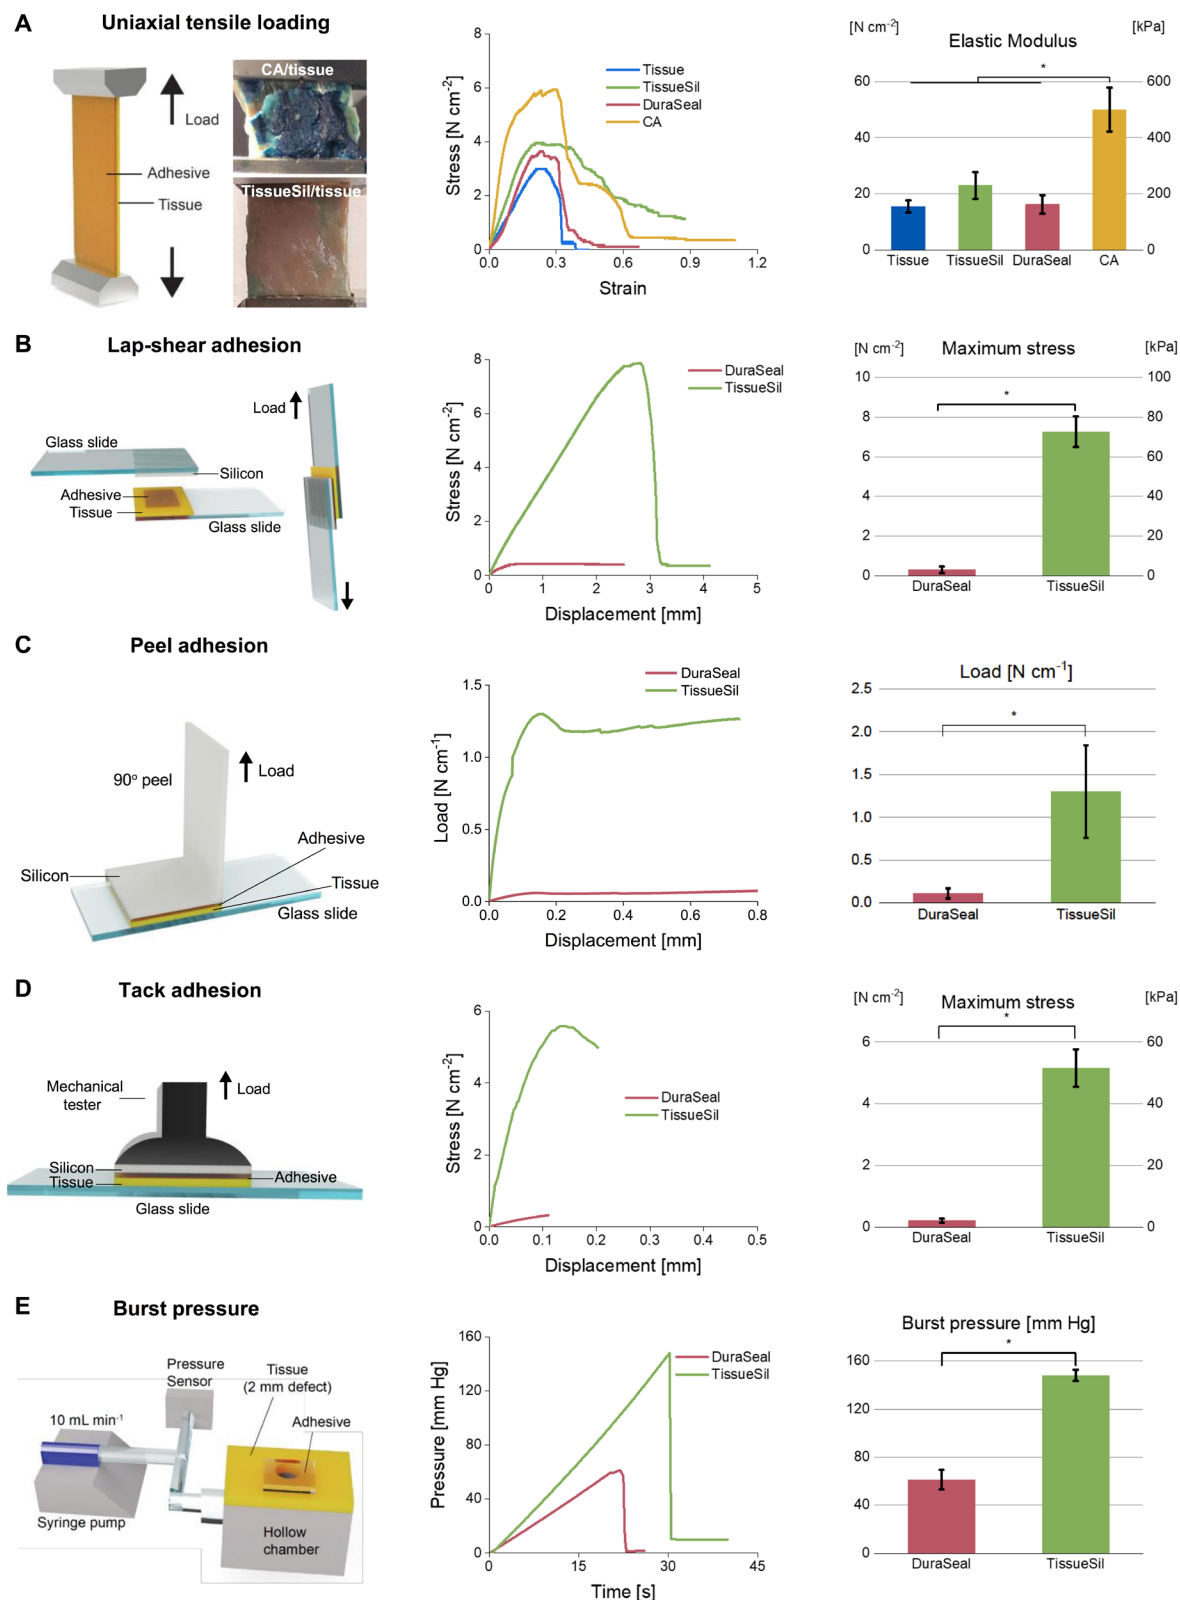 A
Uniaxial tensile loading
Load
Adhesive
Tissue
CA/tissue
TissueSil/tissue
8
6
4
2
0
0.0
0.3
0.6
0.9
1.2
Stress [N cm-2]
Strain
Tissue
TissueSil
DuraSeal
CA
[N cm-2]
[kPa]
Elastic Modulus
*
60
40
20
0
600
400
200
0
Tissue
TissueSil
DuraSeal
CA
B
Lap-shear adhesion
Glass slide
Silicon
Adhesive
Tissue
Glass slide
Load
8
6
4
2
0
0
1
2
3
4
5
Stress [N cm-2]
Displacement [mm]
DuraSeal
TissueSil
[N cm-2]
Maximum stress
[kPa]
*
10
8
6
4
2
0
100
80
60
40
20
0
DuraSeal
TissueSil
C
Peel adhesion
90o peel
Load
Adhesive
Silicon
Tissue
Glass slide
1.5
1.0
0.5
0.0
0.0
0.2
0.4
0.6
0.8
Load [N cm-1]
Displacement [mm]
DuraSeal
TissueSil
Load [N cm-1]
*
2.5
2.0
1.5
1.0
0.5
0.0
DuraSeal
TissueSil
D
Tack adhesion
Mechanical
tester
Load
Silicon
Tissue
Adhesive
Glass slide
6
4
2
0
0.0
0.1
0.2
0.3
0.4
0.5
Stress [N cm-2]
Displacement [mm]
DuraSeal
TissueSil
[N cm-2]
Maximum stress
[kPa]
*
6
4
2
0
60
40
20
0
DuraSeal
TissueSil
E
Burst pressure
Pressure
Sensor
Tissue
(2 mm defect)
Adhesive
10 mL min-1
Syringe pump
Hollow
chamber
160
120
80
40
0
0
15
30
45
Pressure [mm Hg]
Time [s]
DuraSeal
TissueSil
Burst pressure [mm Hg]
*
160
120
80
40
0
DuraSeal
TissueSil